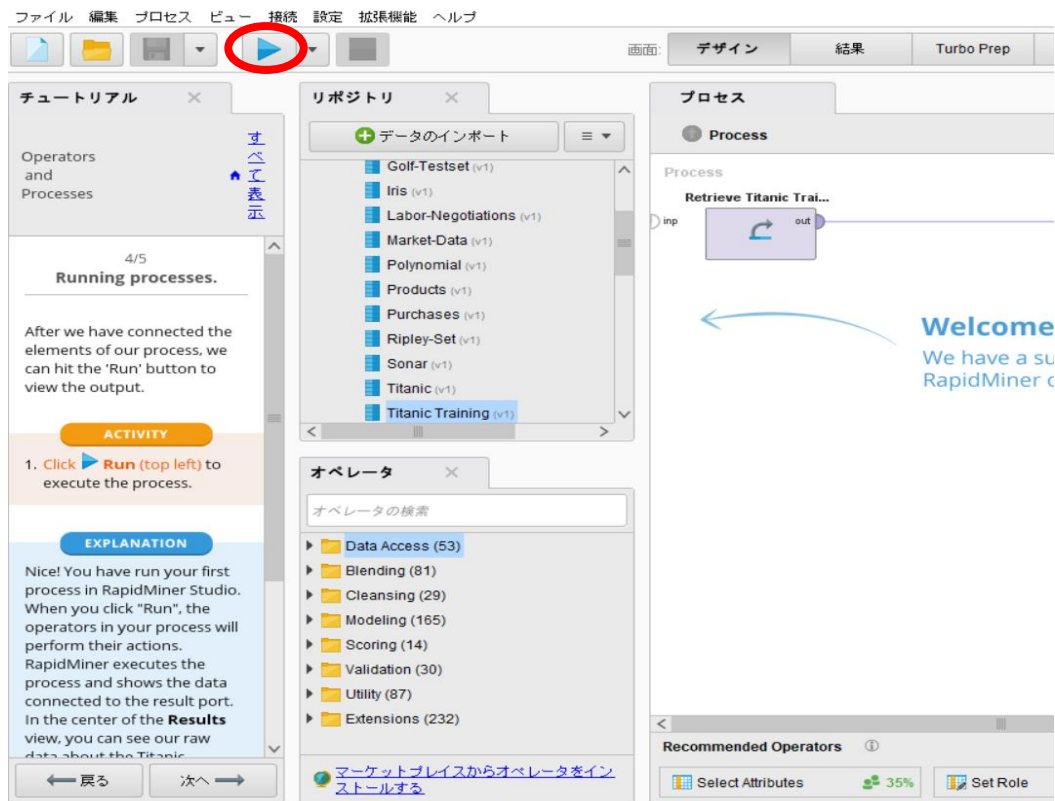 ファイル 編集 プロセス ビュー 接続 設定 拡張機能 ヘルプ
画面: デザイン 結果 Turbo Prep
チュートリアル
Operators
and
Processes
すべて表示
4/5
Running processes.
After we have connected the
elements of our process, we
can hit the 'Run' button to
view the output.
ACTIVITY
1. Click Run (top left) to
execute the process.
EXPLANATION
Nice! You have run your first
process in RapidMiner Studio.
When you click "Run", the
operators in your process will
perform their actions.
RapidMiner executes the
process and shows the data
connected to the result port.
In the center of the Results
view, you can see our raw
data about the Titanic
戻る 次へ
リポジトリ
データのインポート
Golf-Testset (v1)
Iris (v1)
Labor-Negotiations (v1)
Market-Data (v1)
Polynomial (v1)
Products (v1)
Purchases (v1)
Ripley-Set (v1)
Sonar (v1)
Titanic (v1)
Titanic Training (v1)
オペレータ
オペレータの検索
Data Access (53)
Blending (81)
Cleansing (29)
Modeling (165)
Scoring (14)
Validation (30)
Utility (87)
Extensions (232)
マーケットプレイスからオペレータをイン
ストールする
プロセス
Process
Process
Retrieve Titanic Trai...
inp out
Welcome
We have a su
RapidMiner
Recommended Operators
Select Attributes 35% Set Role